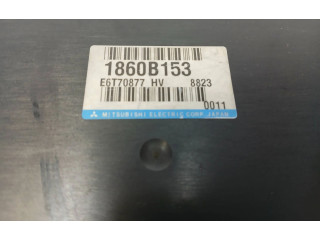 1860B153
E6T70877 HV 8823
0011
MITSUBISHI ELECTRIC CORP. JAPAN